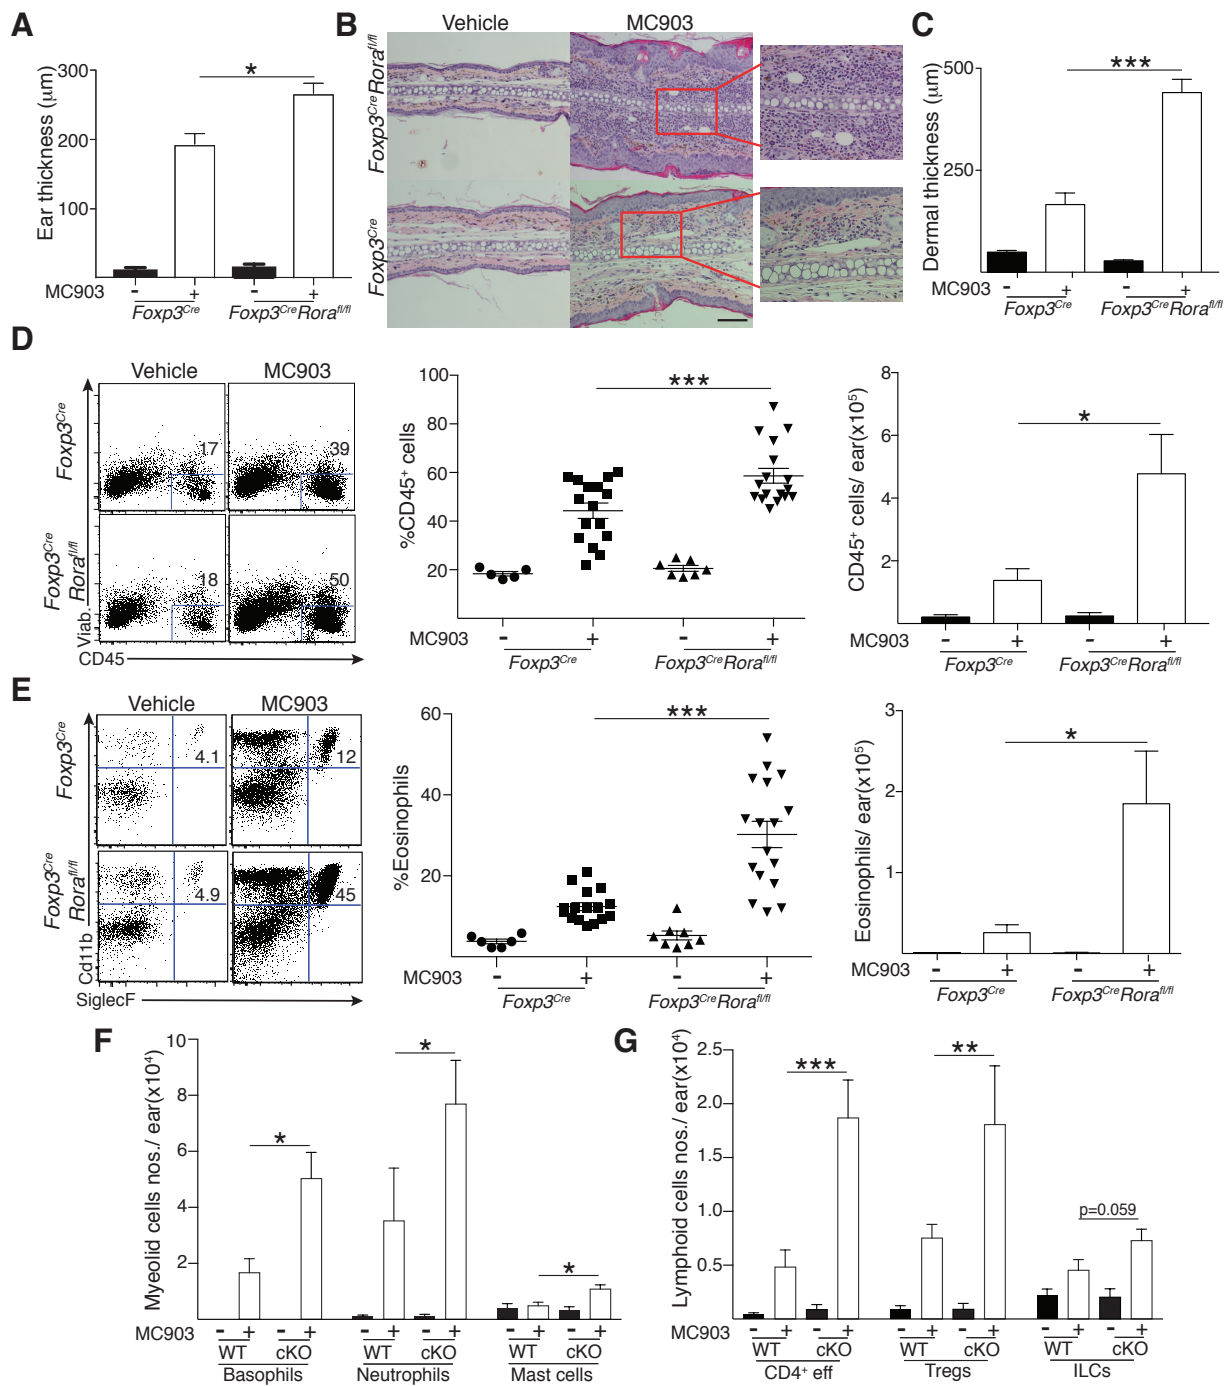 A
Ear thickness (μm)
300
200
100
*
MC903
-
+
-
+
Foxp3Cre
Foxp3CreRorafl/fl
B
Vehicle
MC903
Foxp3CreRorafl/fl
Foxp3Cre
C
Dermal thickness (μm)
500
250
***
MC903
-
+
-
+
Foxp3Cre
Foxp3CreRorafl/fl
D
Vehicle
MC903
Foxp3Cre
17
39
Foxp3Cre
Rorafl/fl
18
50
Viab.
CD45
%CD45+ cells
100
80
60
40
20
***
MC903
-
+
-
+
Foxp3Cre
Foxp3CreRorafl/fl
CD45+ cells/ ear(x105)
8
6
4
2
*
MC903
-
+
-
+
Foxp3Cre
Foxp3CreRorafl/fl
E
Vehicle
MC903
Foxp3Cre
4.1
12
Foxp3Cre
Rorafl/fl
4.9
45
Cd11b
SiglecF
%Eosinophils
60
40
20
***
MC903
-
+
-
+
Foxp3Cre
Foxp3CreRorafl/fl
Eosinophils/ ear(x105)
3
2
1
*
MC903
-
+
-
+
Foxp3Cre
Foxp3CreRorafl/fl
F
Myeolid cells nos./ ear(x104)
10
8
6
4
2
*
*
*
MC903
-
+
-
+
-
+
-
+
-
+
-
+
WT
cKO
WT
cKO
WT
cKO
Basophils
Neutrophils
Mast cells
G
Lymphoid cells nos./ ear(x104)
2.5
2.0
1.5
1.0
0.5
***
**
p=0.059
MC903
-
+
-
+
-
+
-
+
-
+
-
+
WT
cKO
WT
cKO
WT
cKO
CD4+ eff
Tregs
ILCs